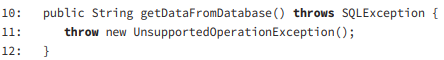 10:   public String getDataFromDatabase() throws SQLException {
11:      throw new UnsupportedOperationException();
12:   }